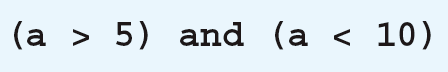 (a > 5) and (a < 10)